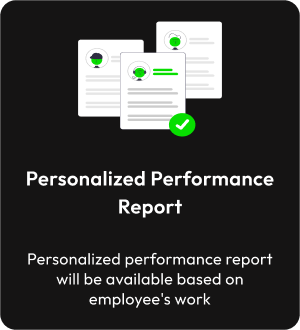 Personalized Performance
Report
Personalized performance report
will be available based on
employee's work